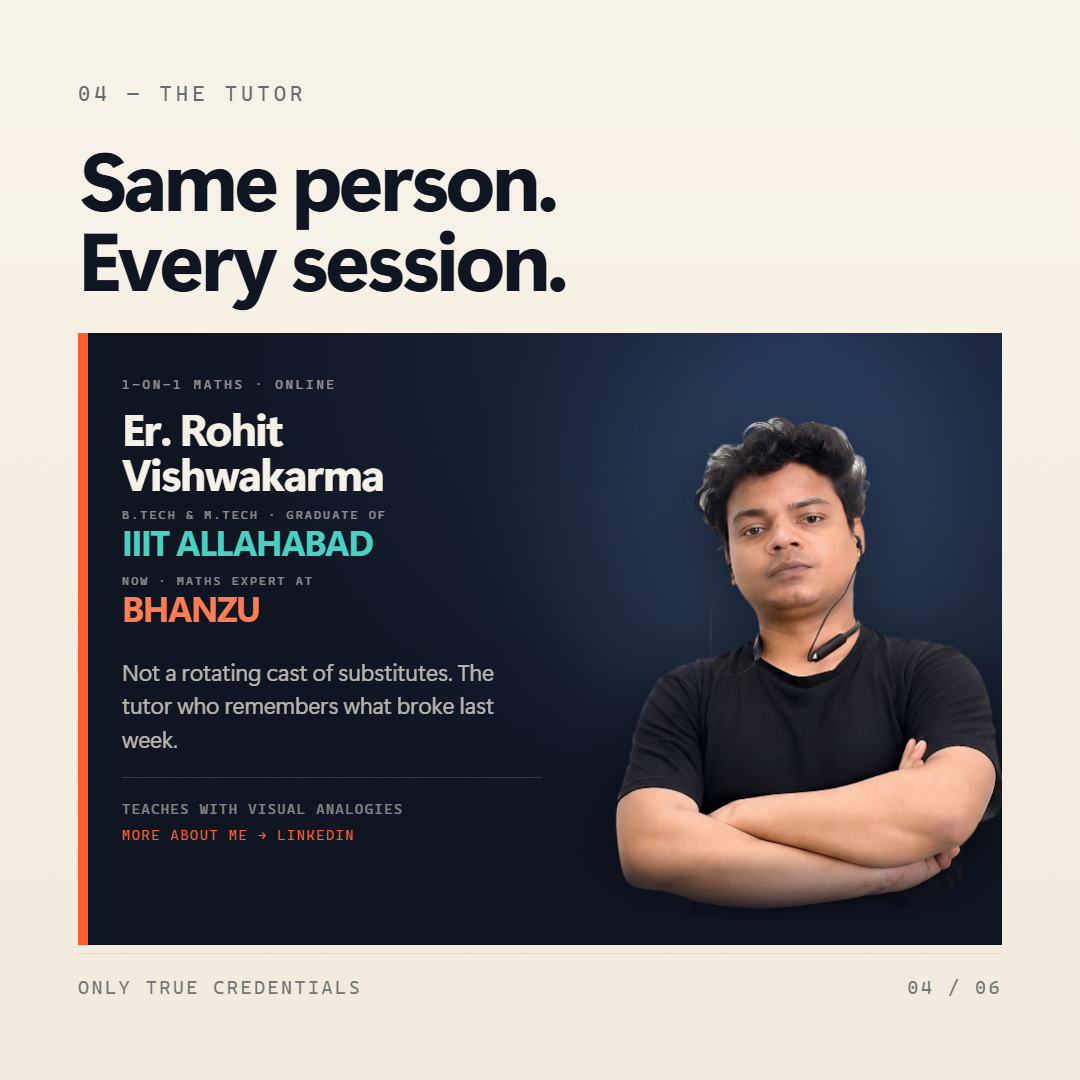 04 — THE TUTOR
Same person.
Every session.
1-ON-1 MATHS · ONLINE
Er. Rohit
Vishwakarma
B.TECH & M.TECH · GRADUATE OF
IIIT ALLAHABAD
NOW · MATHS EXPERT AT
BHANZU
Not a rotating cast of substitutes. The
tutor who remembers what broke last
week.
TEACHES WITH VISUAL ANALOGIES
MORE ABOUT ME → LINKEDIN
ONLY TRUE CREDENTIALS
04 / 06